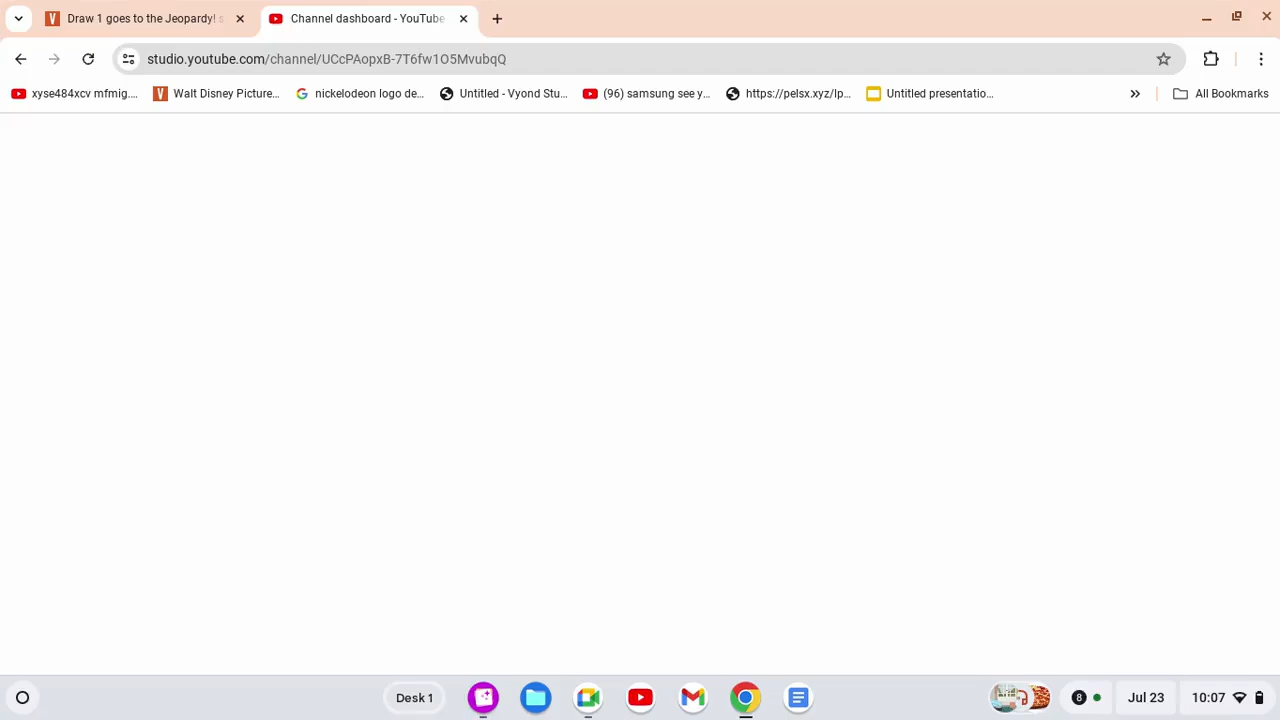 Draw 1 goes to the Jeopardy! s
Channel dashboard - YouTube
studio.youtube.com/channel/UCcPAopxB-7T6fw1O5MvubqQ
xyse484xcv mfmig....
Walt Disney Picture...
nickelodeon logo de...
Untitled - Vyond Stu...
(96) samsung see y...
https://pelsx.xyz/lp...
Untitled presentatio...
All Bookmarks
Desk 1
8
Jul 23
10:07